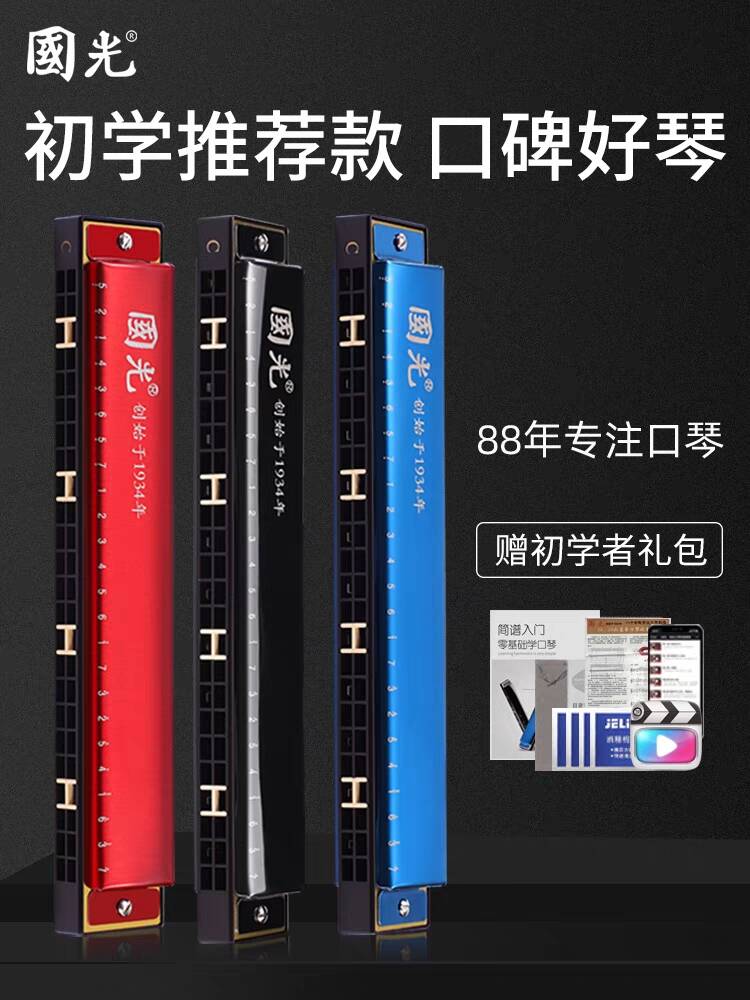 國光®
初学推荐款 口碑好琴
C
國光®
创始于1934年
C
國光®
创始于1934年
C
國光®
创始于1934年
88年专注口琴
赠初学者礼包
简谱入门
零基础学口琴
JELI